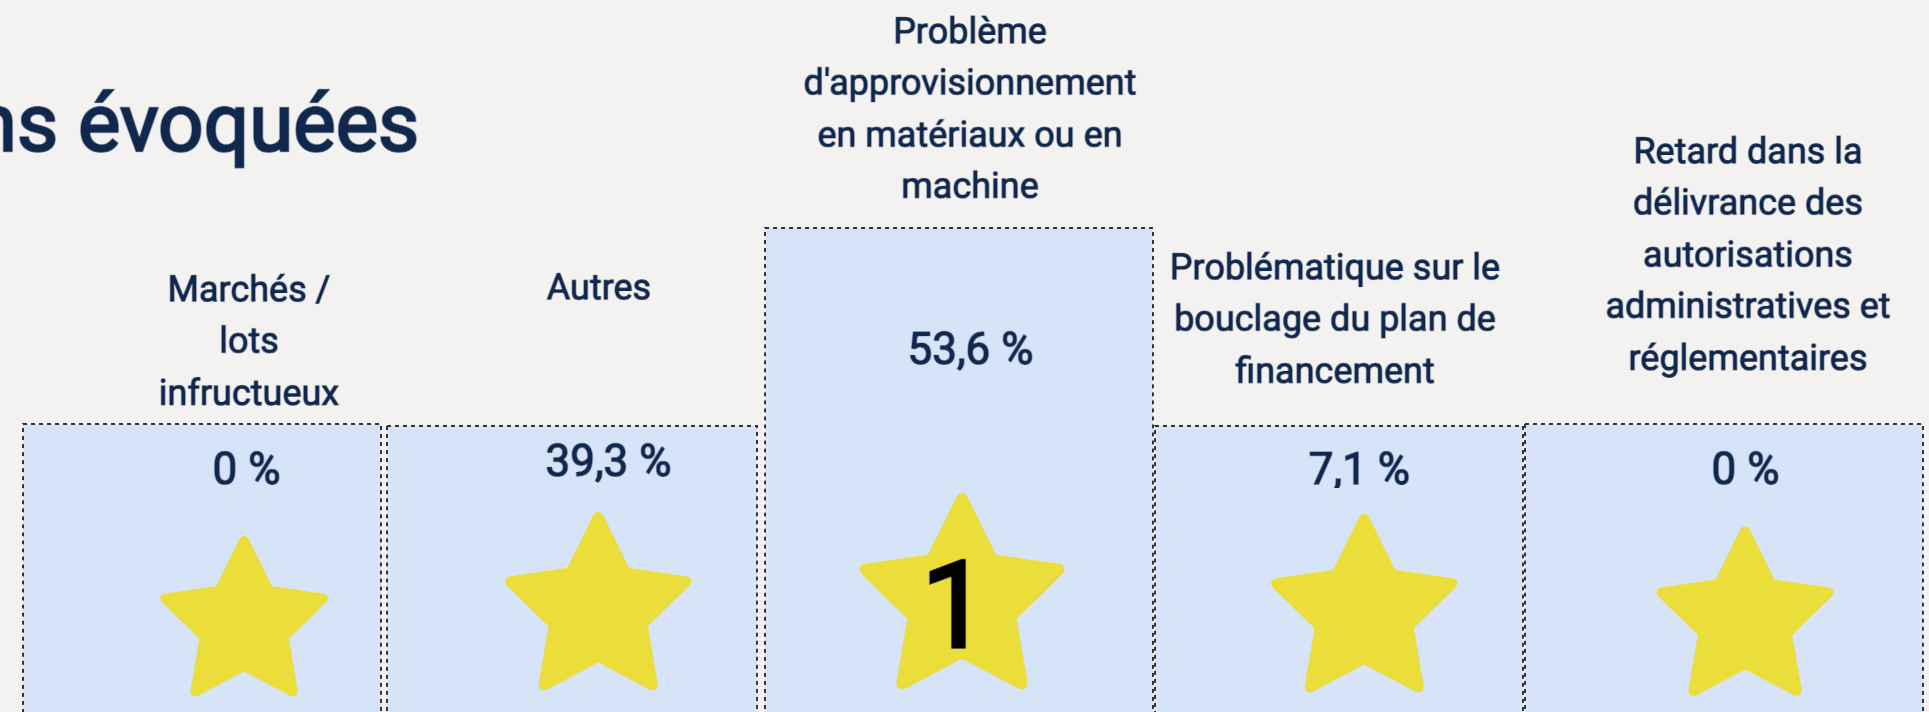 évoquées
Marchés /
lots
infructueux
0 %
Autres
39,3 %
Problème
d'approvisionnement
en matériaux ou en
machine
53,6 %
1
Problématique sur le
bouclage du plan de
financement
7,1 %
Retard dans la
délivrance des
autorisations
administratives et
réglementaires
0 %